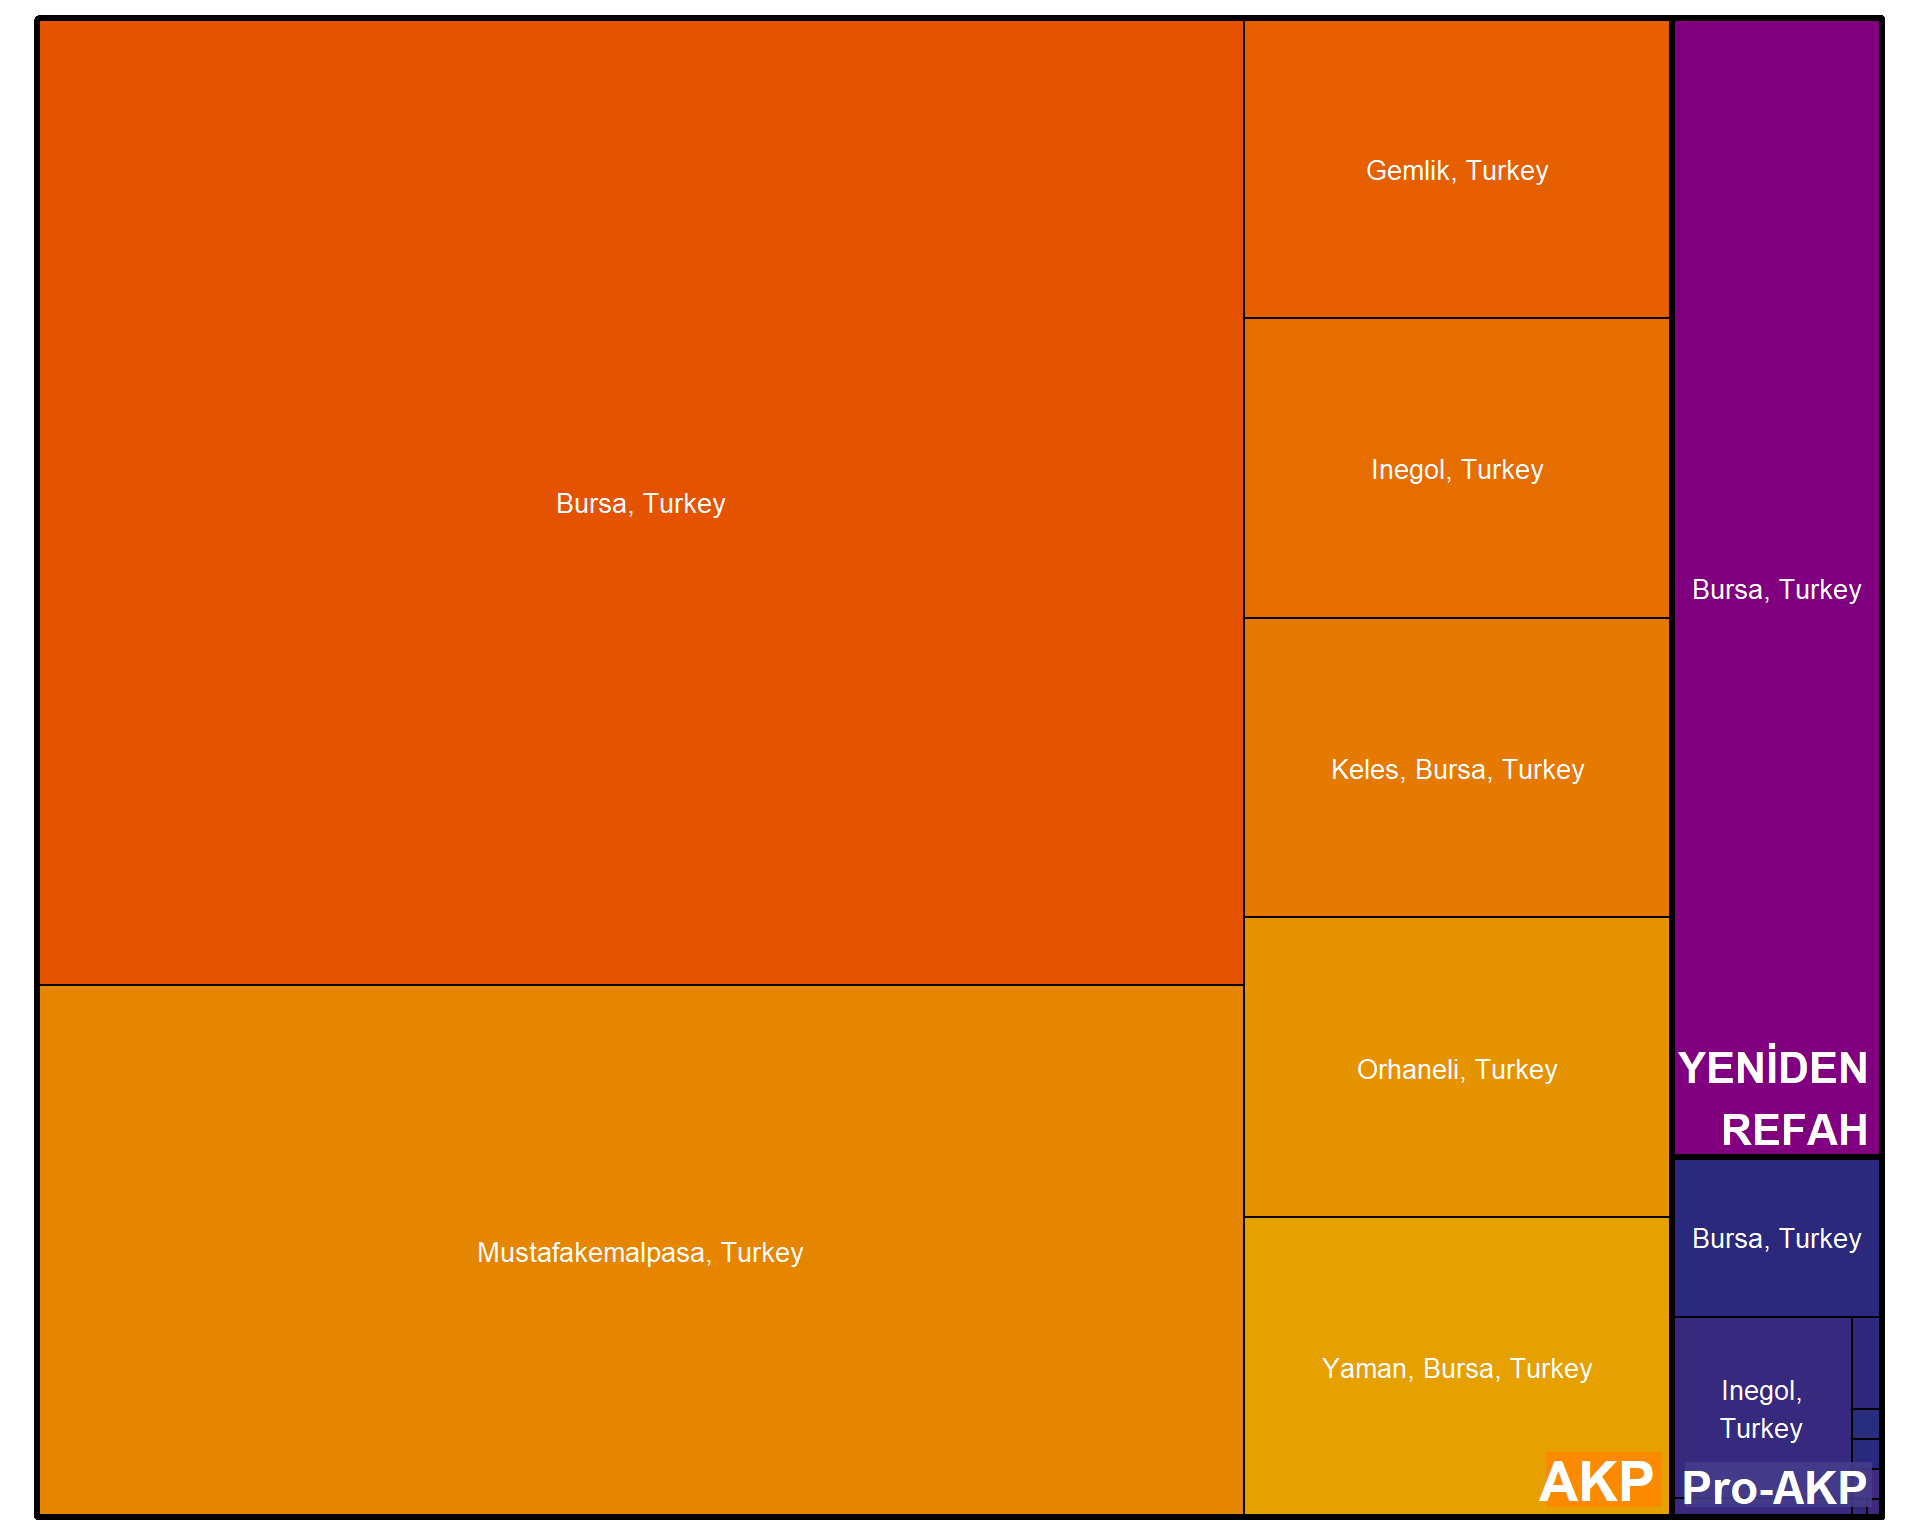 Bursa, Turkey
Mustafakemalpasa, Turkey
Gemlik, Turkey
Inegol, Turkey
Keles, Bursa, Turkey
Orhaneli, Turkey
Yaman, Bursa, Turkey
AKP
Bursa, Turkey
YENİDEN
REFAH
Bursa, Turkey
Inegol,
Turkey
Pro-AKP